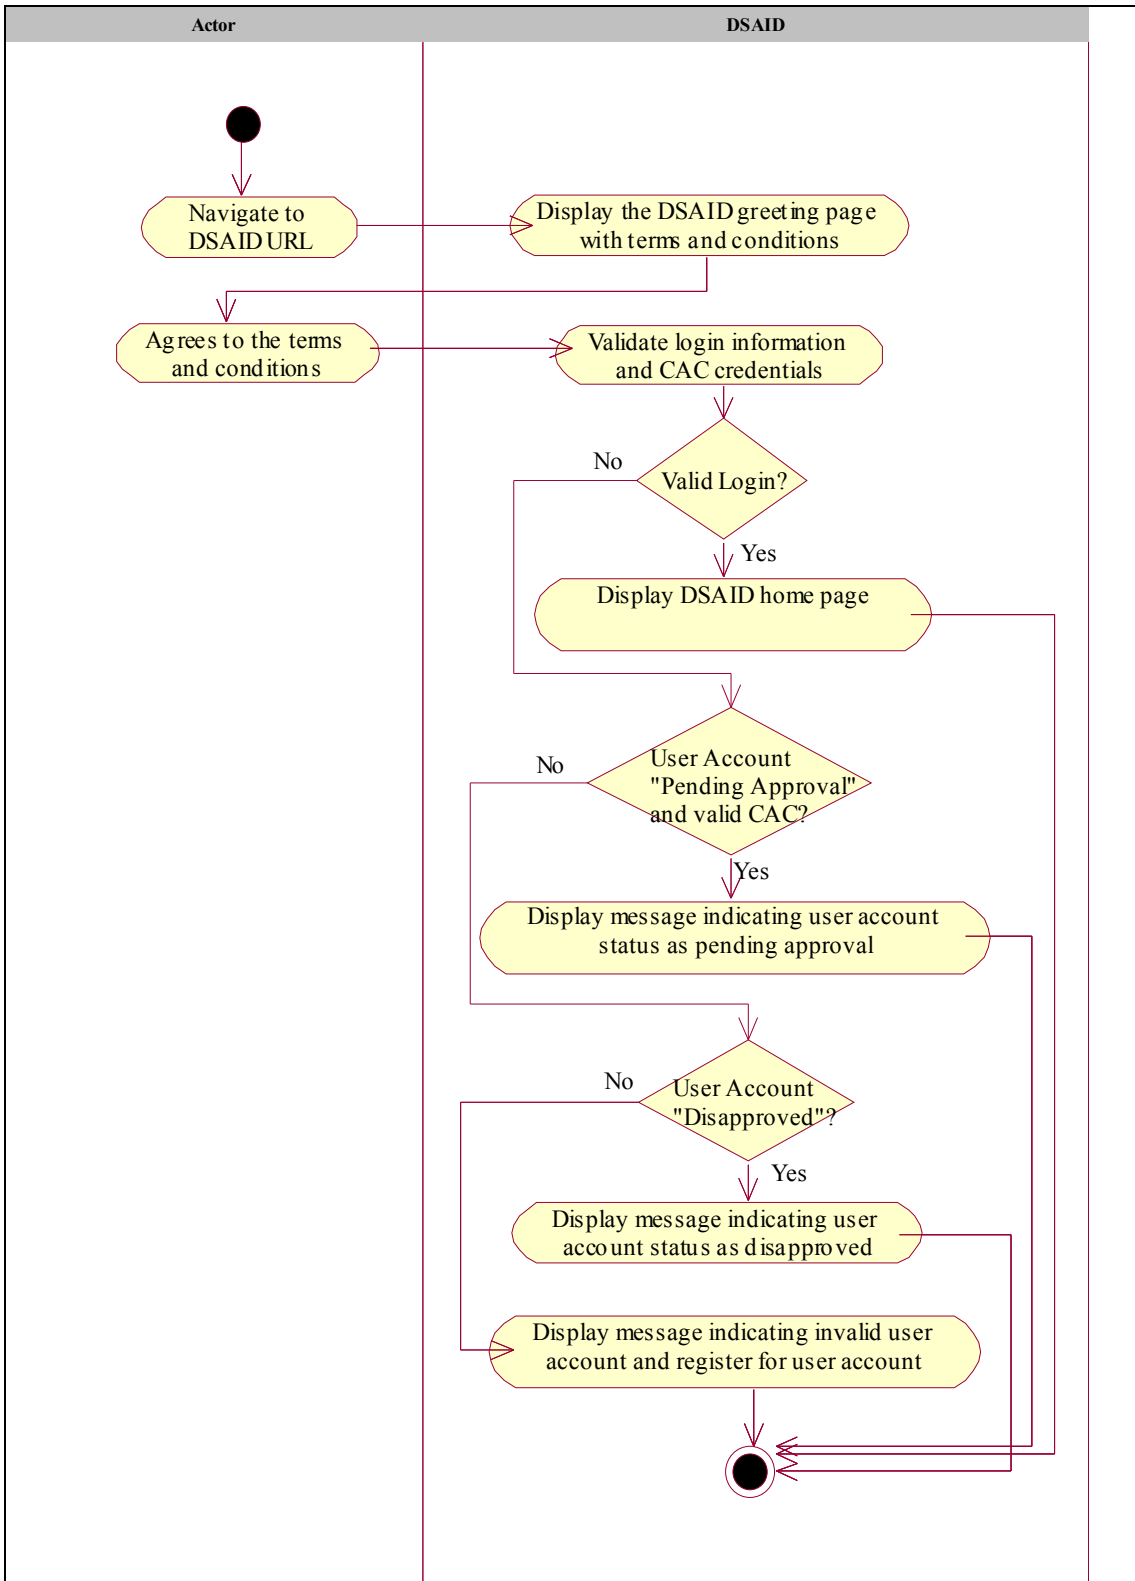 Actor
DSAID
Navigate to
DSAID URL
Display the DSAID greeting page
with terms and conditions
Agrees to the terms
and conditions
Validate login information
and CAC credentials
No
Valid Login?
Yes
Display DSAID home page
No
User Account
"Pending Approval"
and valid CAC?
Yes
Display message indicating user account
status as pending approval
No
User Account
"Disapproved"?
Yes
Display message indicating user
account status as disapproved
Display message indicating invalid user
account and register for user account